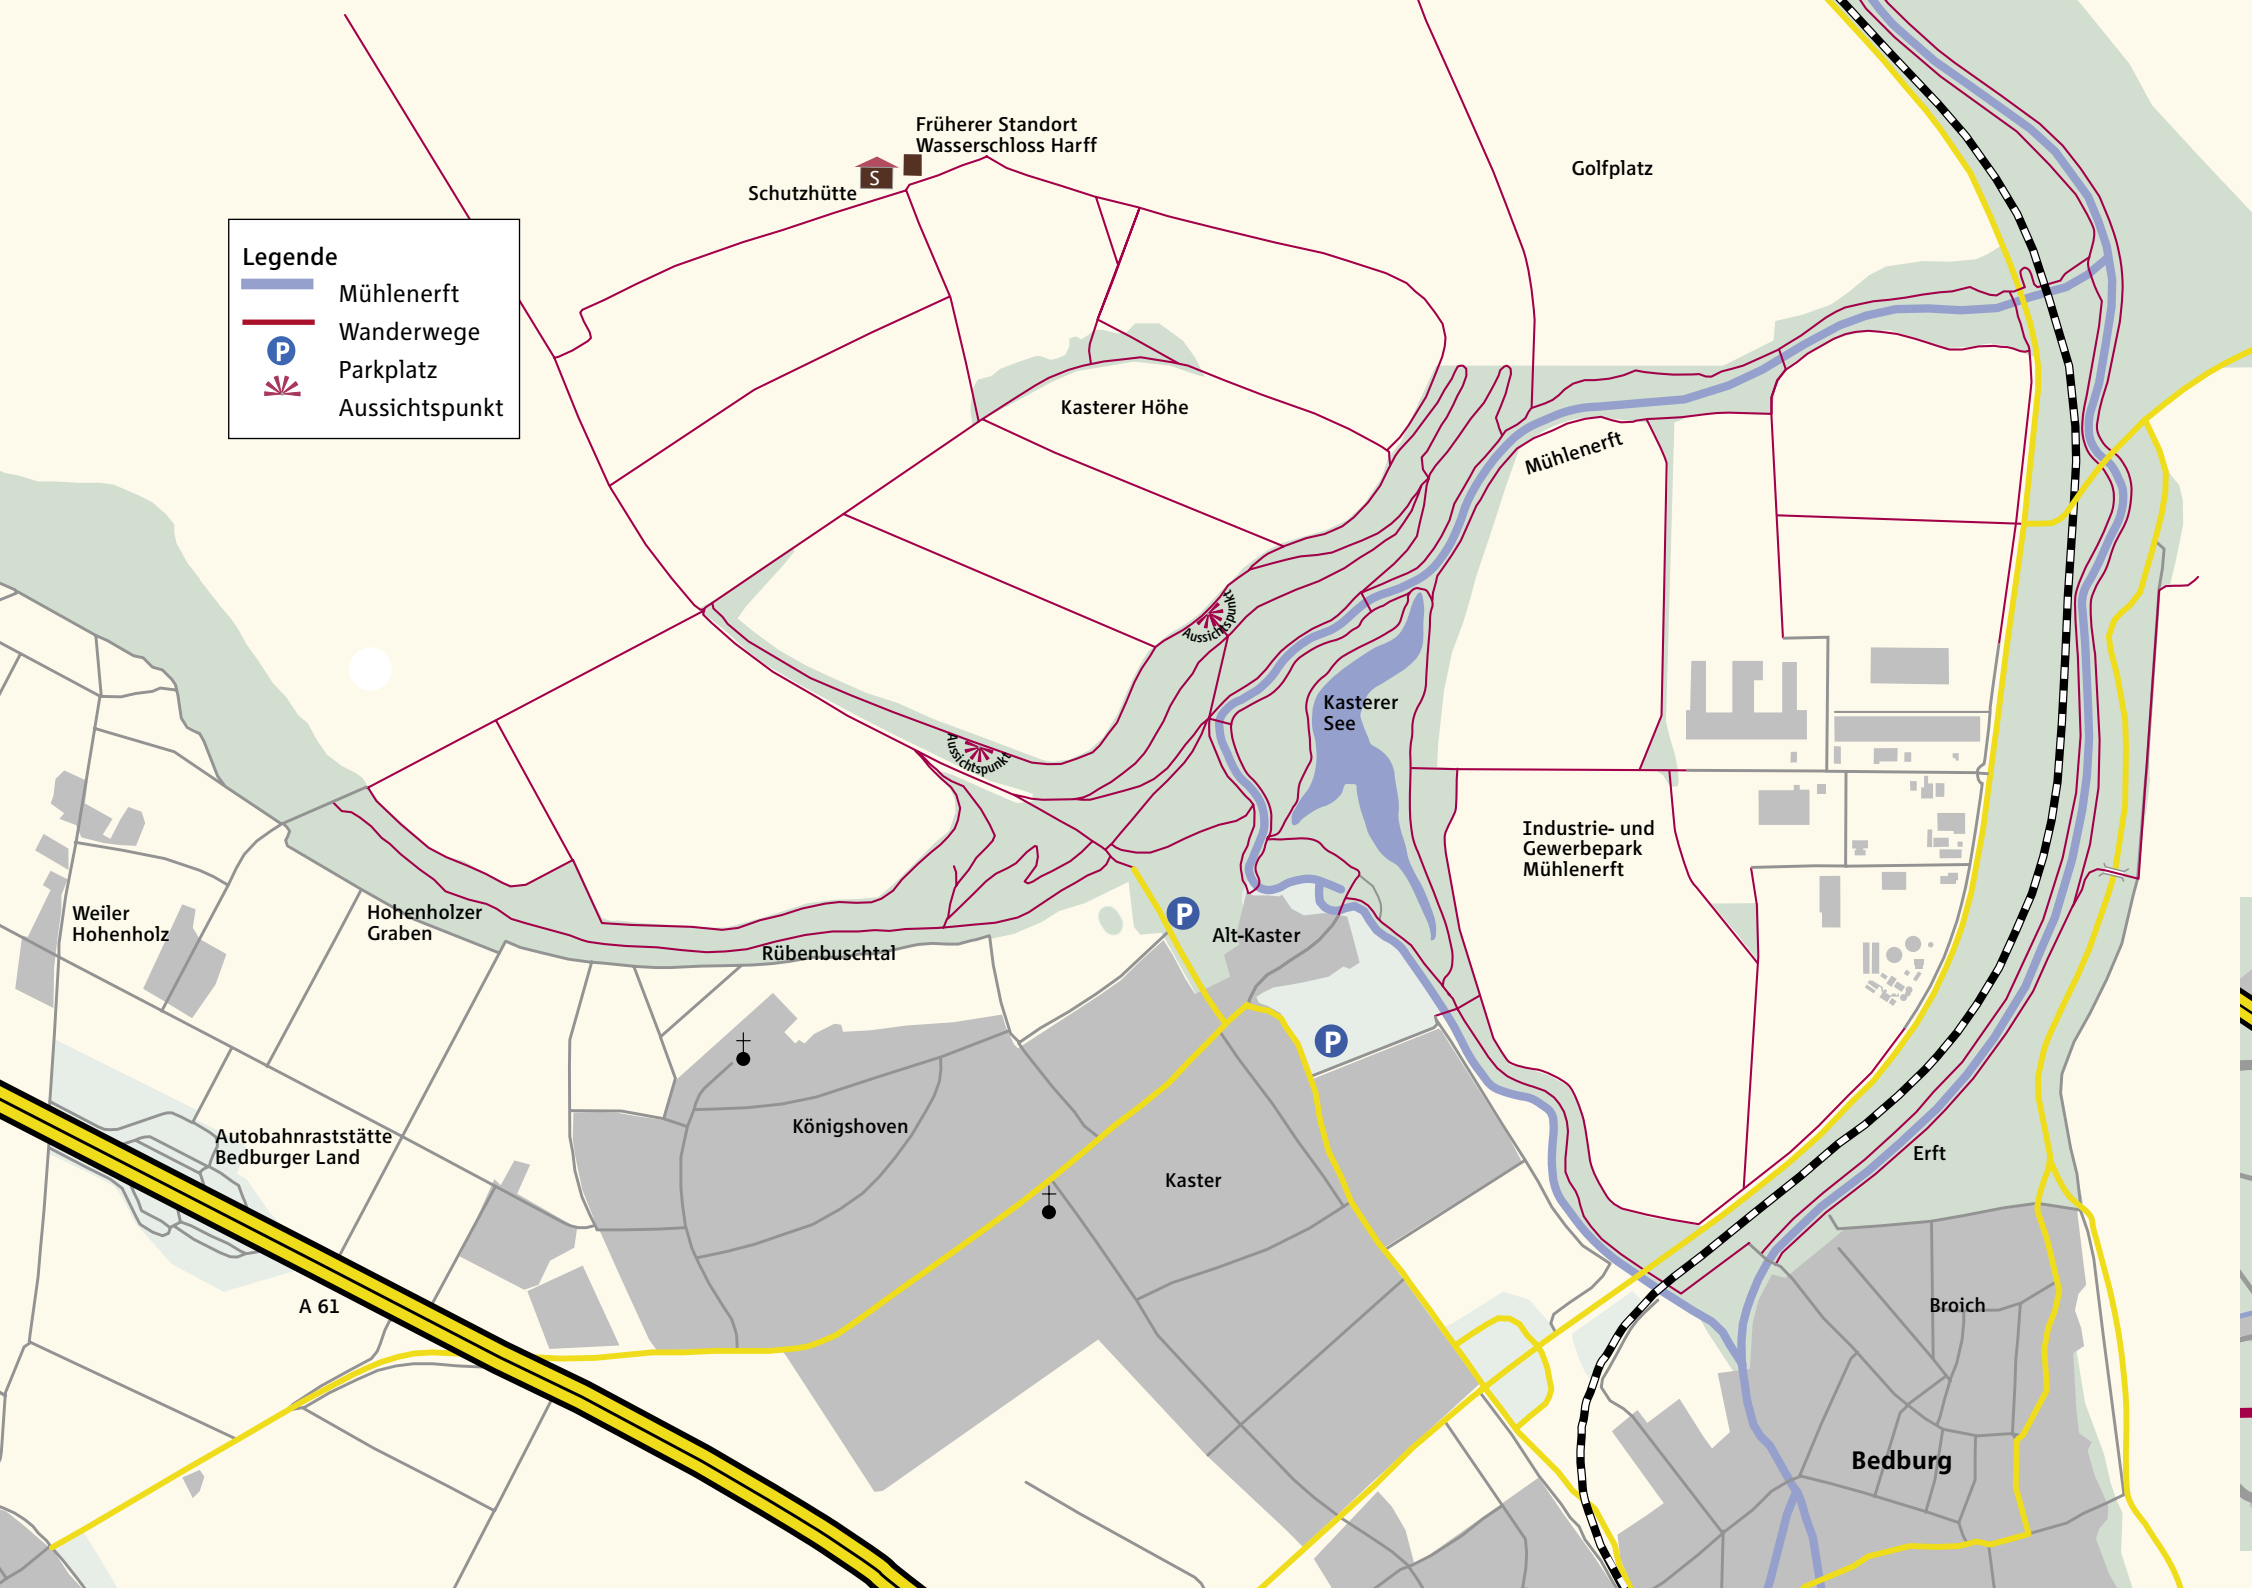 Früherer Standort
Wasserschloss Harff
S
Schutzhütte
Golfplatz
Legende
Mühlenerft
Wanderwege
P
Parkplatz
Aussichtspunkt
Kasterer Höhe
Mühlenerft
Aussichtspunkt
Kasterer
See
Aussichtspunkt
Industrie- und
Gewerbepark
Mühlenerft
Weiler
Hohenholz
Hohenholzer
Graben
Rübenbuschtal
P
Alt-Kaster
P
Königshoven
Autobahnraststätte
Bedburger Land
Kaster
Erft
A 61
Broich
Bedburg